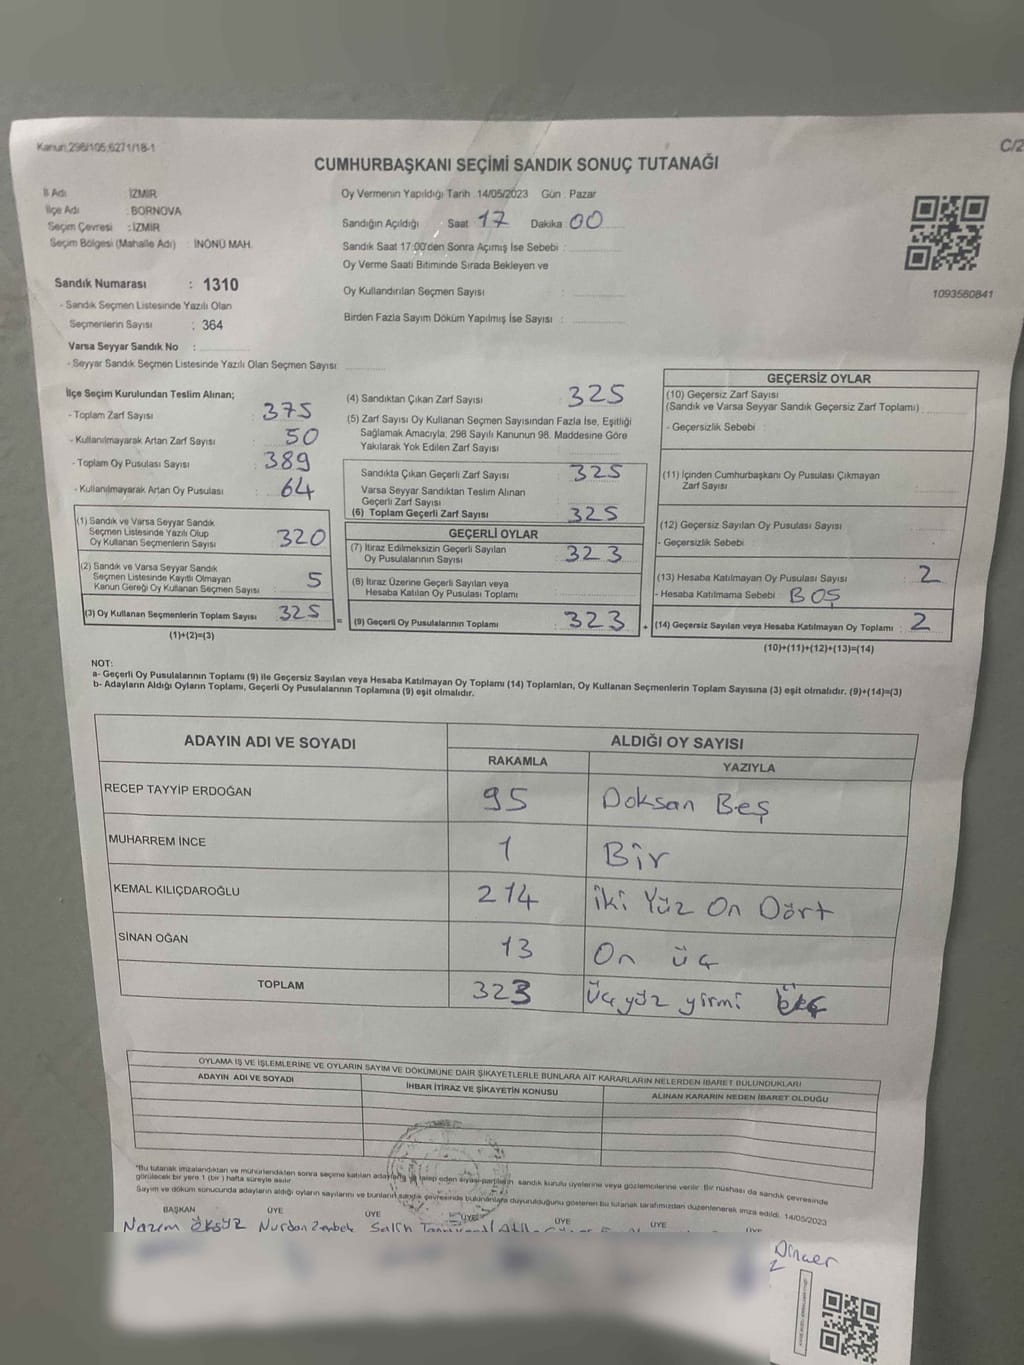 Kanun:298/105;6271/18-1
C/2
CUMHURBAŞKANI SEÇİMİ SANDIK SONUÇ TUTANAĞI
İl Adı : İZMİR
İlçe Adı : BORNOVA
Seçim Çevresi : İZMİR
Seçim Bölgesi (Mahalle Adı) : İNÖNÜ MAH.
Sandık Numarası : 1310
- Sandık Seçmen Listesinde Yazılı Olan
Seçmenlerin Sayısı : 364
Varsa Seyyar Sandık No :
- Seyyar Sandık Seçmen Listesinde Yazılı Olan Seçmen Sayısı
Oy Vermenin Yapıldığı Tarih :14/05/2023 Gün : Pazar
Sandığın Açıldığı Saat 17 Dakika 00
Sandık Saat 17:00'den Sonra Açımış İse Sebebi :
Oy Verme Saati Bitiminde Sırada Bekleyen ve
Oy Kullandırılan Seçmen Sayısı :
Birden Fazla Sayım Döküm Yapılmış İse Sayısı :
1093580841
İlçe Seçim Kurulundan Teslim Alınan;
- Toplam Zarf Sayısı : 375
- Kullanılmayarak Artan Zarf Sayısı : 50
- Toplam Oy Pusulası Sayısı : 389
- Kullanılmayarak Artan Oy Pusulası : 64
(1) Sandık ve Varsa Seyyar Sandık
Seçmen Listesinde Yazılı Olup
Oy Kullanan Seçmenlerin Sayısı : 320
(2) Sandık ve Varsa Seyyar Sandık
Seçmen Listesinde Kayıtlı Olmayan
Kanun Gereği Oy Kullanan Seçmen Sayısı : 5
(3) Oy Kullanan Seçmenlerin Toplam Sayısı : 325
(1)+(2)=(3)
(4) Sandıktan Çıkan Zarf Sayısı : 325
(5) Zarf Sayısı Oy Kullanan Seçmen Sayısından Fazla İse, Eşitliği
Sağlamak Amacıyla, 298 Sayılı Kanunun 98. Maddesine Göre
Yakılarak Yok Edilen Zarf Sayısı
Sandıkta Çıkan Geçerli Zarf Sayısı : 325
Varsa Seyyar Sandıktan Teslim Alınan
Geçerli Zarf Sayısı
(6) Toplam Geçerli Zarf Sayısı : 325
GEÇERLİ OYLAR
(7) İtiraz Edilmeksizin Geçerli Sayılan
Oy Pusulalarının Sayısı : 323
(8) İtiraz Üzerine Geçerli Sayılan veya
Hesaba Katılan Oy Pusulası Toplamı
= (9) Geçerli Oy Pusulalarının Toplamı : 323
GEÇERSİZ OYLAR
(10) Geçersiz Zarf Sayısı
(Sandık ve Varsa Seyyar Sandık Geçersiz Zarf Toplamı)
- Geçersizlik Sebebi :
(11) İçinden Cumhurbaşkanı Oy Pusulası Çıkmayan
Zarf Sayısı
(12) Geçersiz Sayılan Oy Pusulası Sayısı
- Geçersizlik Sebebi :
(13) Hesaba Katılmayan Oy Pusulası Sayısı : 2
- Hesaba Katılmama Sebebi : BOŞ
+ (14) Geçersiz Sayılan veya Hesaba Katılmayan Oy Toplamı : 2
(10)+(11)+(12)+(13)=(14)
NOT:
a- Geçerli Oy Pusulalarının Toplamı (9) ile Geçersiz Sayılan veya Hesaba Katılmayan Oy Toplamı (14) Toplamları, Oy Kullanan Seçmenlerin Toplam Sayısına (3) eşit olmalıdır. (9)+(14)=(3)
b- Adayların Aldığı Oyların Toplamı, Geçerli Oy Pusulalarının Toplamına (9) eşit olmalıdır.
ADAYIN ADI VE SOYADI ALDIĞI OY SAYISI
RAKAMLA YAZIYLA
RECEP TAYYİP ERDOĞAN 95 Doksan Beş
MUHARREM İNCE 1 Bir
KEMAL KILIÇDAROĞLU 214 iki Yüz On Dört
SİNAN OĞAN 13 On üç
TOPLAM 323 üçyüz yirmi
OYLAMA İŞ VE İŞLEMLERİNE VE OYLARIN SAYIM VE DÖKÜMÜNE DAİR ŞİKAYETLERLE BUNLARA AİT KARARLARIN NELERDEN İBARET BULUNDUKLARI
ADAYIN ADI VE SOYADI İHBAR İTİRAZ VE ŞİKAYETİN KONUSU ALINAN KARARIN NEDEN İBARET OLDUĞU
*Bu tutanak imzalandıktan ve mühürlendikten sonra seçime katılan adaylara ve talep eden siyasi partilerin sandık kurulu üyelerine veya gözlemcilerine verilir. Bir nüshası da sandık çevresinde
görülecek bir yere 1 (bir) hafta süreyle asılır.
Sayım ve döküm sonucunda adayların aldığı oyların sayılarını ve bunların sandık çevresinde bulunanlara duyurulduğunu gösteren bu tutanak tarafımızdan düzenlenerek imza edildi. 14/05/2023
BAŞKAN ÜYE ÜYE ÜYE ÜYE ÜYE ÜYE
Nazım Öksüz Nurdan Zembek Salih
Dinçer